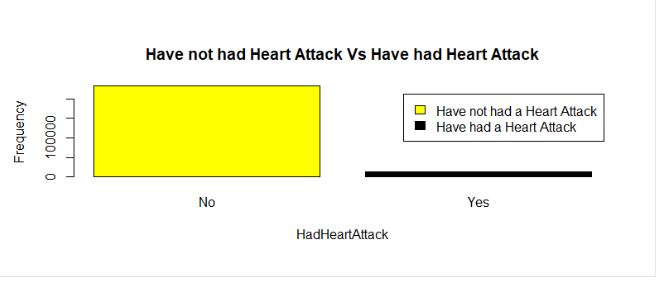 Have not had Heart Attack Vs Have had Heart Attack
Frequency
100000
0
Have not had a Heart Attack
Have had a Heart Attack
No
Yes
HadHeartAttack